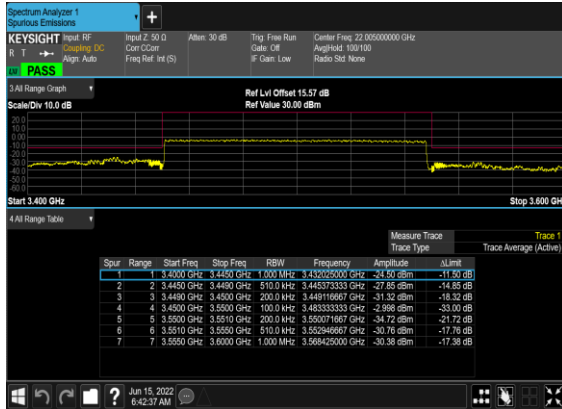 Spectrum Analyzer 1
Spurious Emissions
+
KEYSIGHT Input: RF Input Z: 50 Ω Atten: 30 dB Trig: Free Run Center Freq: 22.005000000 GHz
R T Coupling: DC Corr CCorr Gate: Off Avg|Hold: 100/100
Align: Auto Freq Ref: Int (S) IF Gain: Low Radio Std: None
LW PASS
3 All Range Graph Ref Lvl Offset 15.57 dB
Scale/Div 10.0 dB Ref Value 30.00 dBm
20.0
10.0
0.00
-10.0
-20.0
-30.0
-40.0
-50.0
-60.0
Start 3.400 GHz Stop 3.600 GH
4 All Range Table
Measure Trace Trace 1
Trace Type Trace Average (Active)
Spur Range Start Freq Stop Freq RBW Frequency Amplitude ΔLimit
1 1 3.4000 GHz 3.4450 GHz 1.000 MHz 3.432025000 GHz -24.50 dBm -11.50 dB
2 2 3.4450 GHz 3.4490 GHz 510.0 kHz 3.445373333 GHz -27.85 dBm -14.85 dB
3 3 3.4490 GHz 3.4500 GHz 200.0 kHz 3.449116667 GHz -31.32 dBm -18.32 dB
4 4 3.4500 GHz 3.5500 GHz 100.0 kHz 3.483333333 GHz -2.998 dBm -33.00 dB
5 5 3.5500 GHz 3.5510 GHz 200.0 kHz 3.550071667 GHz -34.72 dBm -21.72 dB
6 6 3.5510 GHz 3.5550 GHz 510.0 kHz 3.552946667 GHz -30.76 dBm -17.76 dB
7 7 3.5550 GHz 3.6000 GHz 1.000 MHz 3.568425000 GHz -30.38 dBm -17.38 dB
? Jun 15, 2022
6:42:37 AM